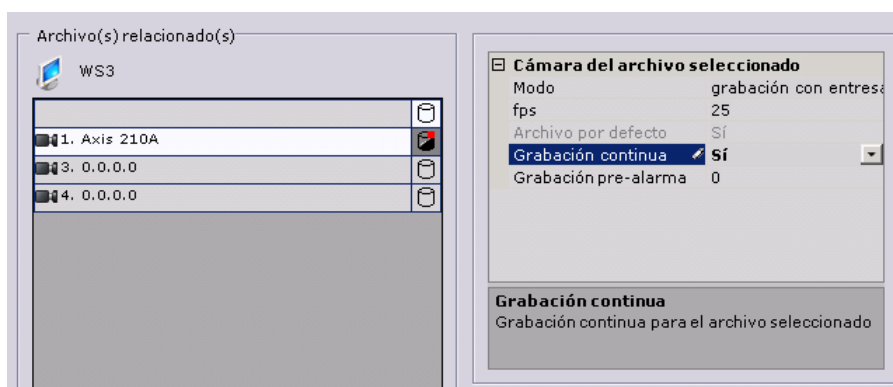 Archivo(s) relacionado(s)
WS3
1. Axis 210A
3. 0.0.0.0
4. 0.0.0.0
Cámara del archivo seleccionado
Modo grabación con entresa
fps 25
Archivo por defecto Sí
Grabación continua Sí
Grabación pre-alarma 0
Grabación continua
Grabación continua para el archivo seleccionado